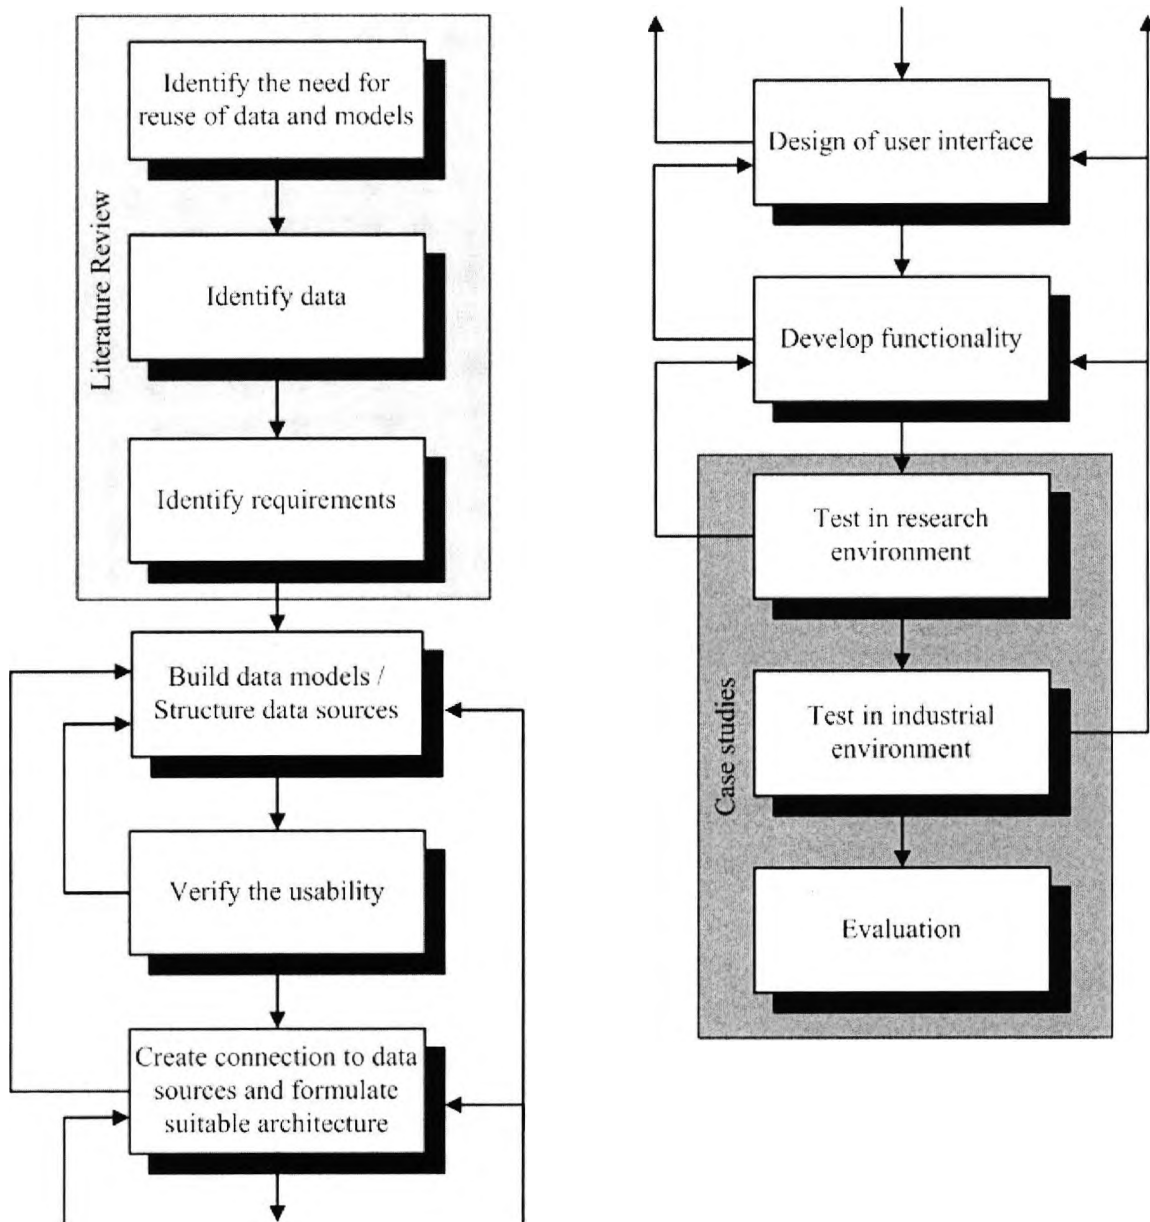 Literature Review
Identify the need for
reuse of data and models
Identify data
Identify requirements
Build data models /
Structure data sources
Verify the usability
Create connection to data
sources and formulate
suitable architecture
Design of user interface
Develop functionality
Case studies
Test in research
environment
Test in industrial
environment
Evaluation